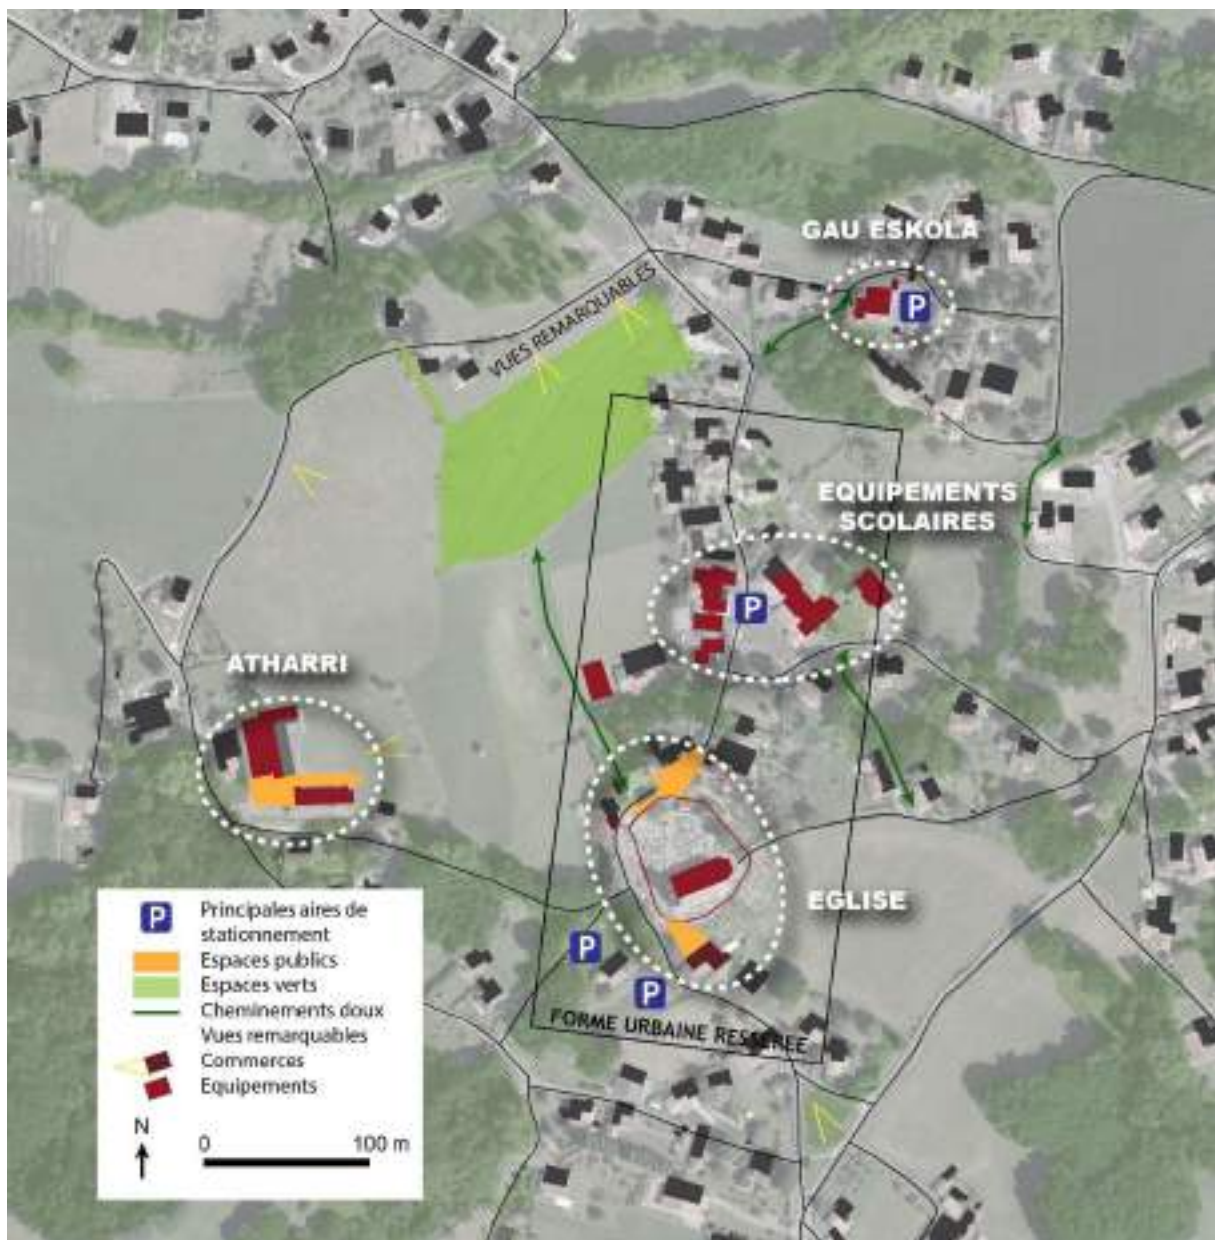 GAU ESKOLA
P
VUES REMARQUABLES
EQUIPEMENTS
SCOLAIRES
P
ATHARRI
EGLISE
P
P
FORME URBAINE RESSEREE
P
Principales aires de
stationnement
Espaces publics
Espaces verts
Cheminements doux
Vues remarquables
Commerces
Equipements
N
0 100 m